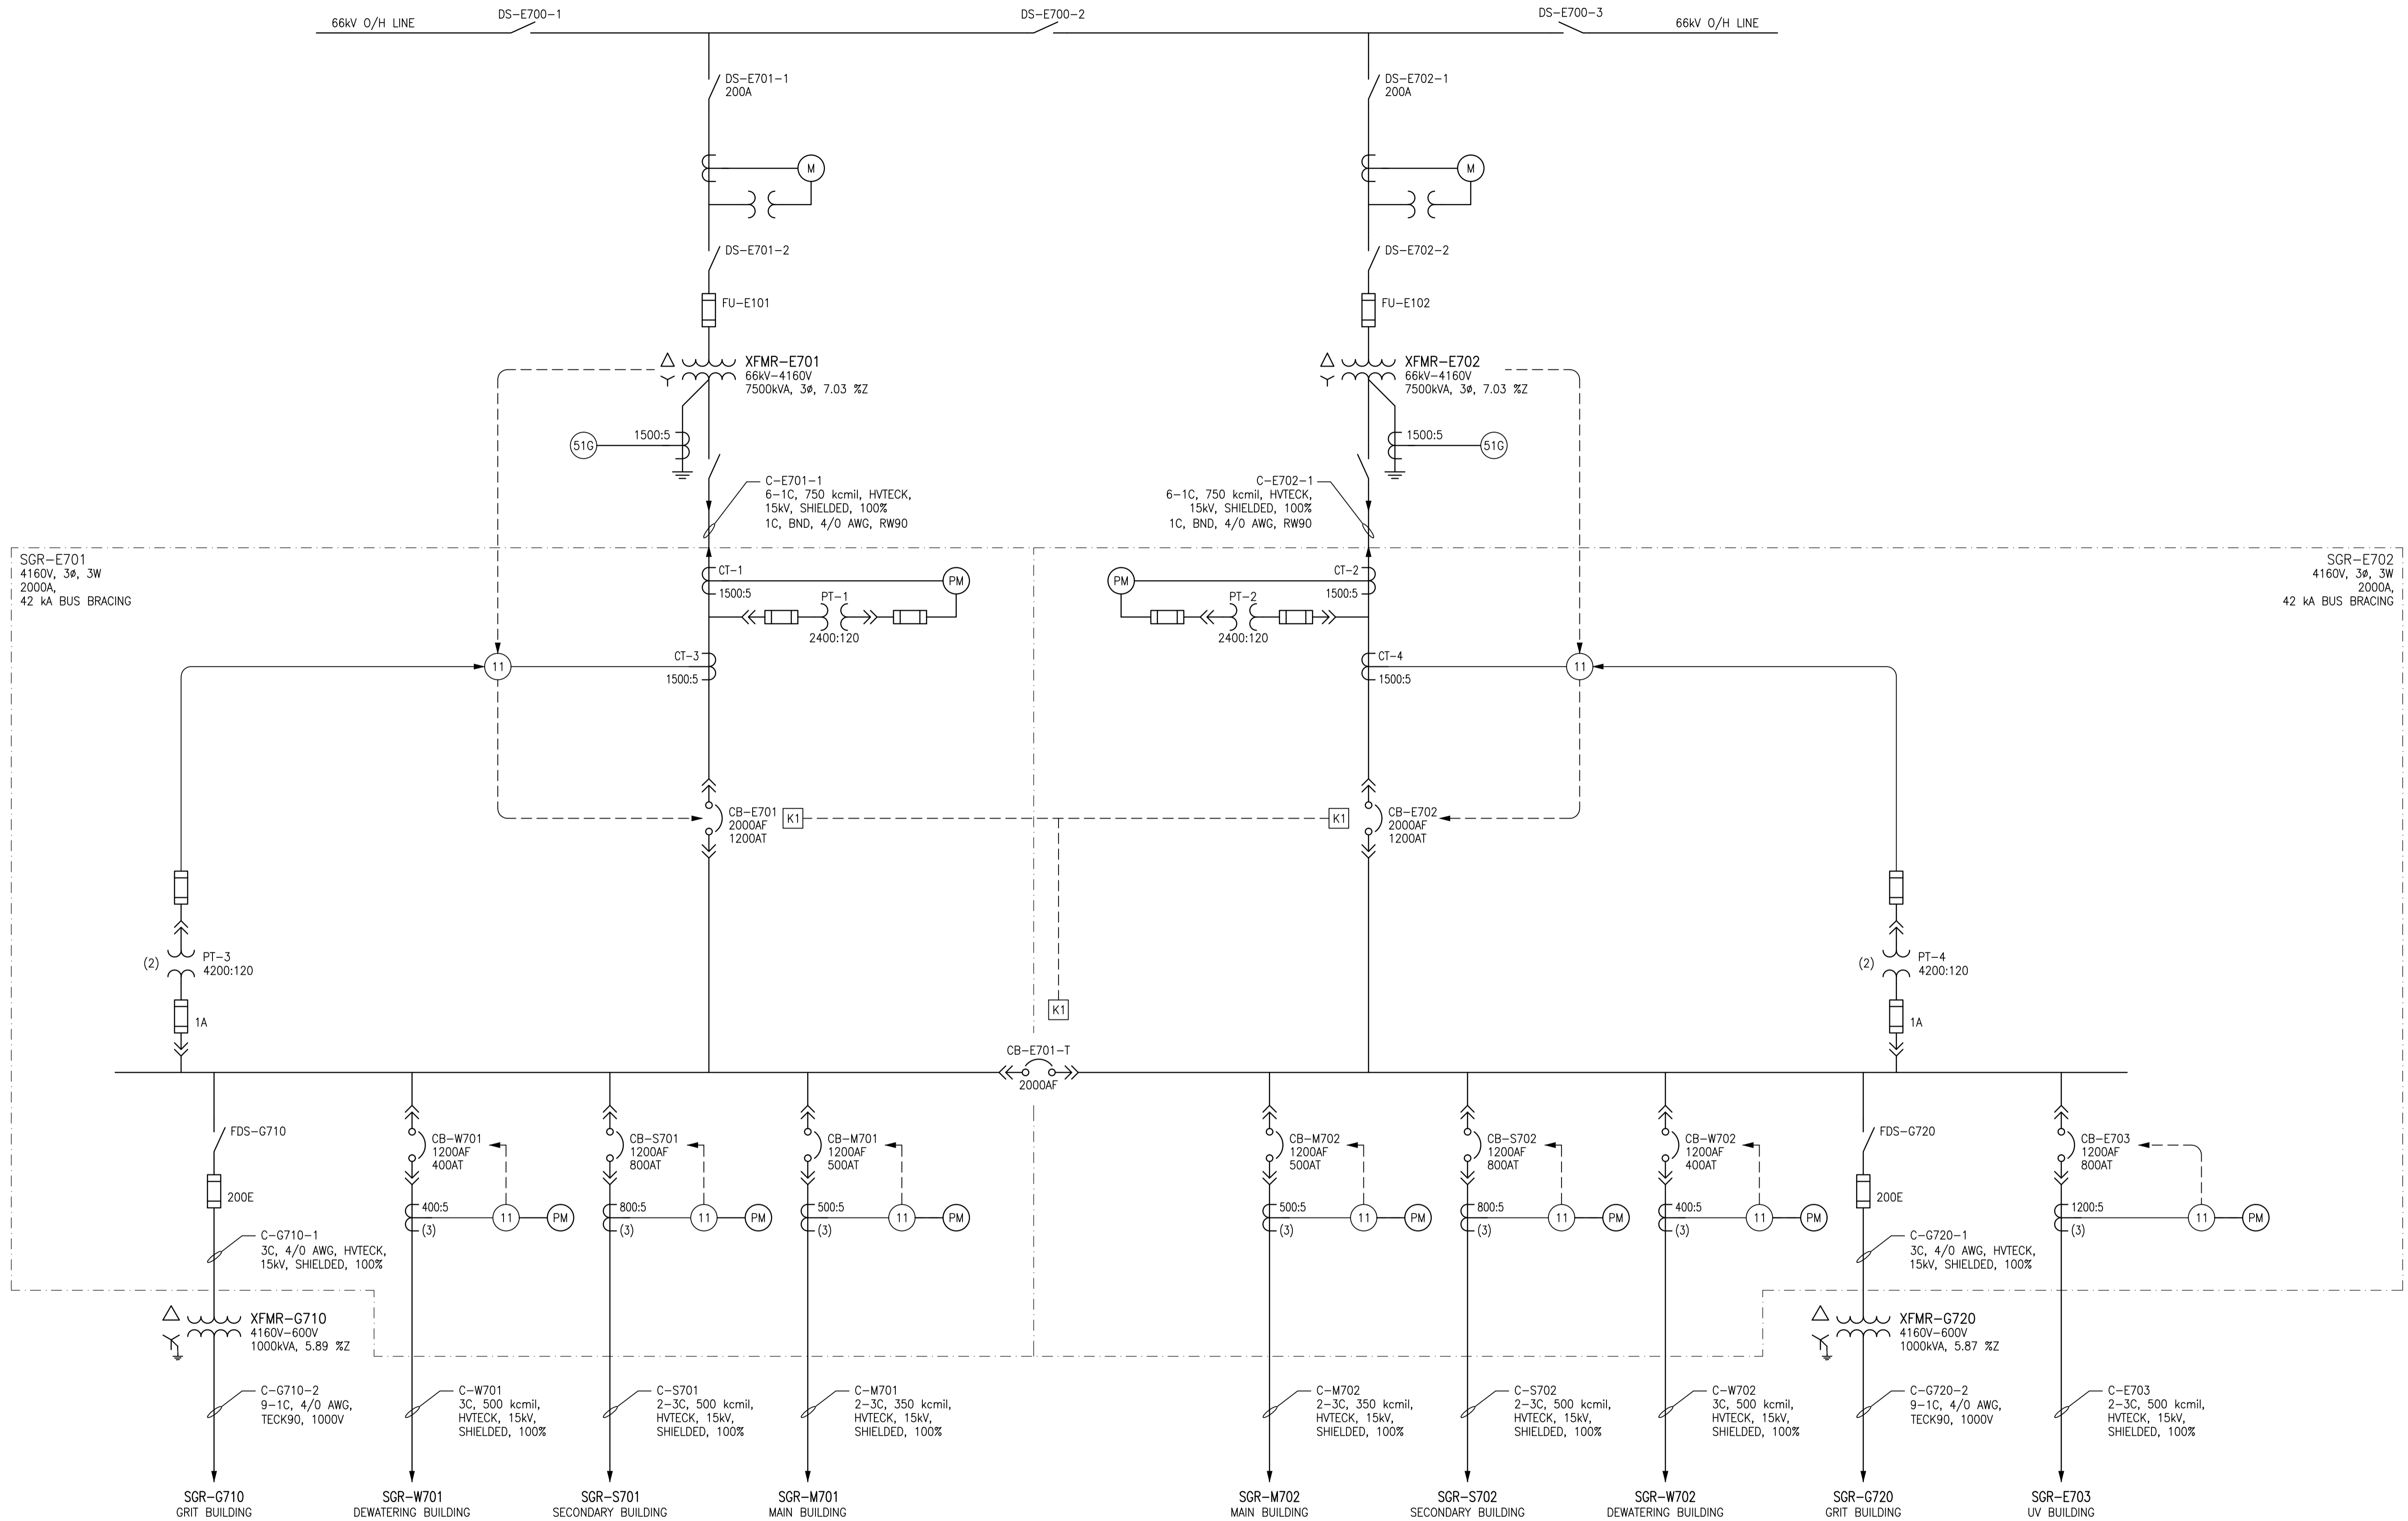 DS-E700-1
DS-E700-2
DS-E700-3
66kV O/H LINE
66kV O/H LINE
DS-E701-1
200A
DS-E702-1
200A
M
M
DS-E701-2
DS-E702-2
FU-E101
FU-E102
XFMR-E701
66kV-4160V
7500kVA, 3ø, 7.03 %Z
XFMR-E702
66kV-4160V
7500kVA, 3ø, 7.03 %Z
1500:5
51G
1500:5
51G
C-E701-1
6-1C, 750 kcmil, HVTECK,
15kV, SHIELDED, 100%
1C, BND, 4/0 AWG, RW90
C-E702-1
6-1C, 750 kcmil, HVTECK,
15kV, SHIELDED, 100%
1C, BND, 4/0 AWG, RW90
SGR-E701
4160V, 3ø, 3W
2000A,
42 kA BUS BRACING
SGR-E702
4160V, 3ø, 3W
2000A,
42 kA BUS BRACING
CT-1
1500:5
PM
PT-1
2400:120
PM
CT-2
1500:5
PT-2
2400:120
11
CT-3
1500:5
CT-4
1500:5
11
CB-E701
2000AF
1200AT
K1
K1
CB-E702
2000AF
1200AT
(2)
PT-3
4200:120
1A
(2)
PT-4
4200:120
1A
K1
CB-E701-T
2000AF
FDS-G710
200E
CB-W701
1200AF
400AT
400:5
(3)
11
PM
CB-S701
1200AF
800AT
800:5
(3)
11
PM
CB-M701
1200AF
500AT
500:5
(3)
11
PM
CB-M702
1200AF
500AT
500:5
(3)
11
PM
CB-S702
1200AF
800AT
800:5
(3)
11
PM
CB-W702
1200AF
400AT
400:5
(3)
11
PM
FDS-G720
200E
CB-E703
1200AF
800AT
1200:5
(3)
11
PM
C-G710-1
3C, 4/0 AWG, HVTECK,
15kV, SHIELDED, 100%
C-G720-1
3C, 4/0 AWG, HVTECK,
15kV, SHIELDED, 100%
XFMR-G710
4160V-600V
1000kVA, 5.89 %Z
XFMR-G720
4160V-600V
1000kVA, 5.87 %Z
C-G710-2
9-1C, 4/0 AWG,
TECK90, 1000V
C-W701
3C, 500 kcmil,
HVTECK, 15kV,
SHIELDED, 100%
C-S701
2-3C, 500 kcmil,
HVTECK, 15kV,
SHIELDED, 100%
C-M701
2-3C, 350 kcmil,
HVTECK, 15kV,
SHIELDED, 100%
C-M702
2-3C, 350 kcmil,
HVTECK, 15kV,
SHIELDED, 100%
C-S702
2-3C, 500 kcmil,
HVTECK, 15kV,
SHIELDED, 100%
C-W702
3C, 500 kcmil,
HVTECK, 15kV,
SHIELDED, 100%
C-G720-2
9-1C, 4/0 AWG,
TECK90, 1000V
C-E703
2-3C, 500 kcmil,
HVTECK, 15kV,
SHIELDED, 100%
SGR-G710
GRIT BUILDING
SGR-W701
DEWATERING BUILDING
SGR-S701
SECONDARY BUILDING
SGR-M701
MAIN BUILDING
SGR-M702
MAIN BUILDING
SGR-S702
SECONDARY BUILDING
SGR-W702
DEWATERING BUILDING
SGR-G720
GRIT BUILDING
SGR-E703
UV BUILDING